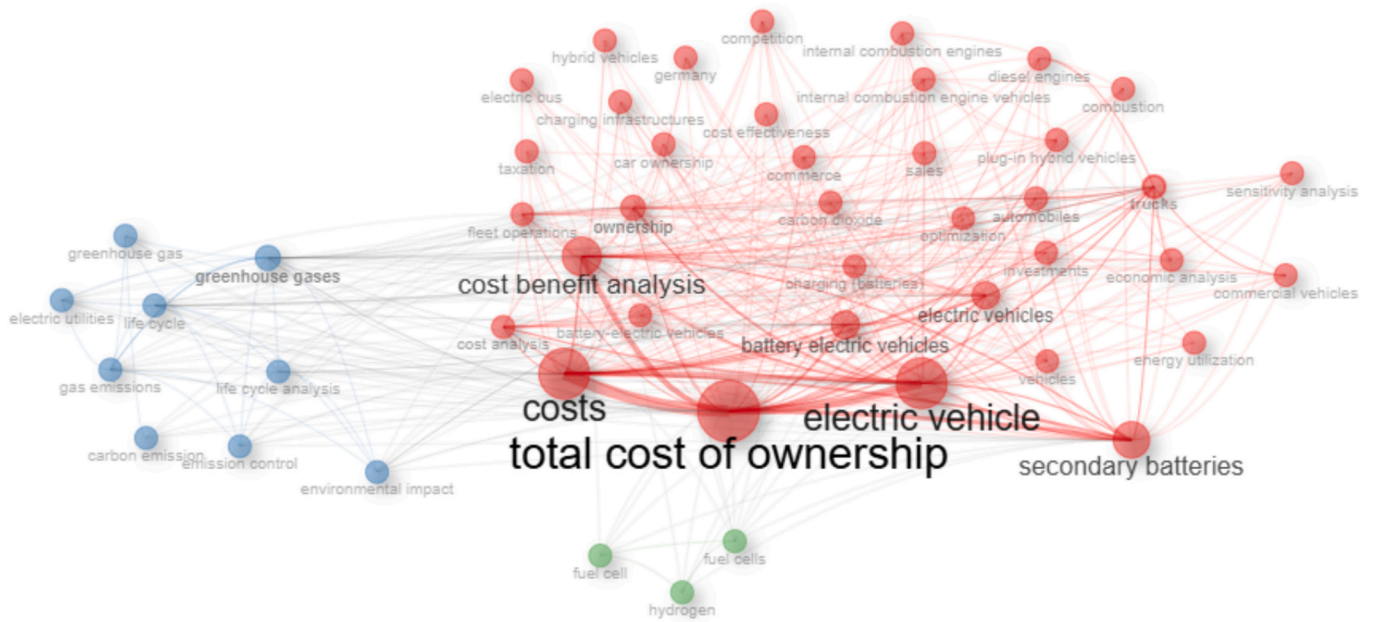 competition
internal combustion engines
hybrid vehicles
germany
diesel engines
electric bus
internal combustion engine vehicles
combustion
charging infrastructures
cost effectiveness
taxation
car ownership
commerce
sales
plug-in hybrid vehicles
sensitivity analysis
trucks
fleet operations
ownership
carbon dioxide
optimization
automobiles
greenhouse gas
greenhouse gases
cost benefit analysis
charging (batteries)
investments
economic analysis
commercial vehicles
electric utilities
life cycle
electric vehicles
battery-electric vehicles
cost analysis
battery electric vehicles
energy utilization
gas emissions
life cycle analysis
vehicles
costs
electric vehicle
total cost of ownership
carbon emission
emission control
secondary batteries
environmental impact
fuel cells
fuel cell
hydrogen